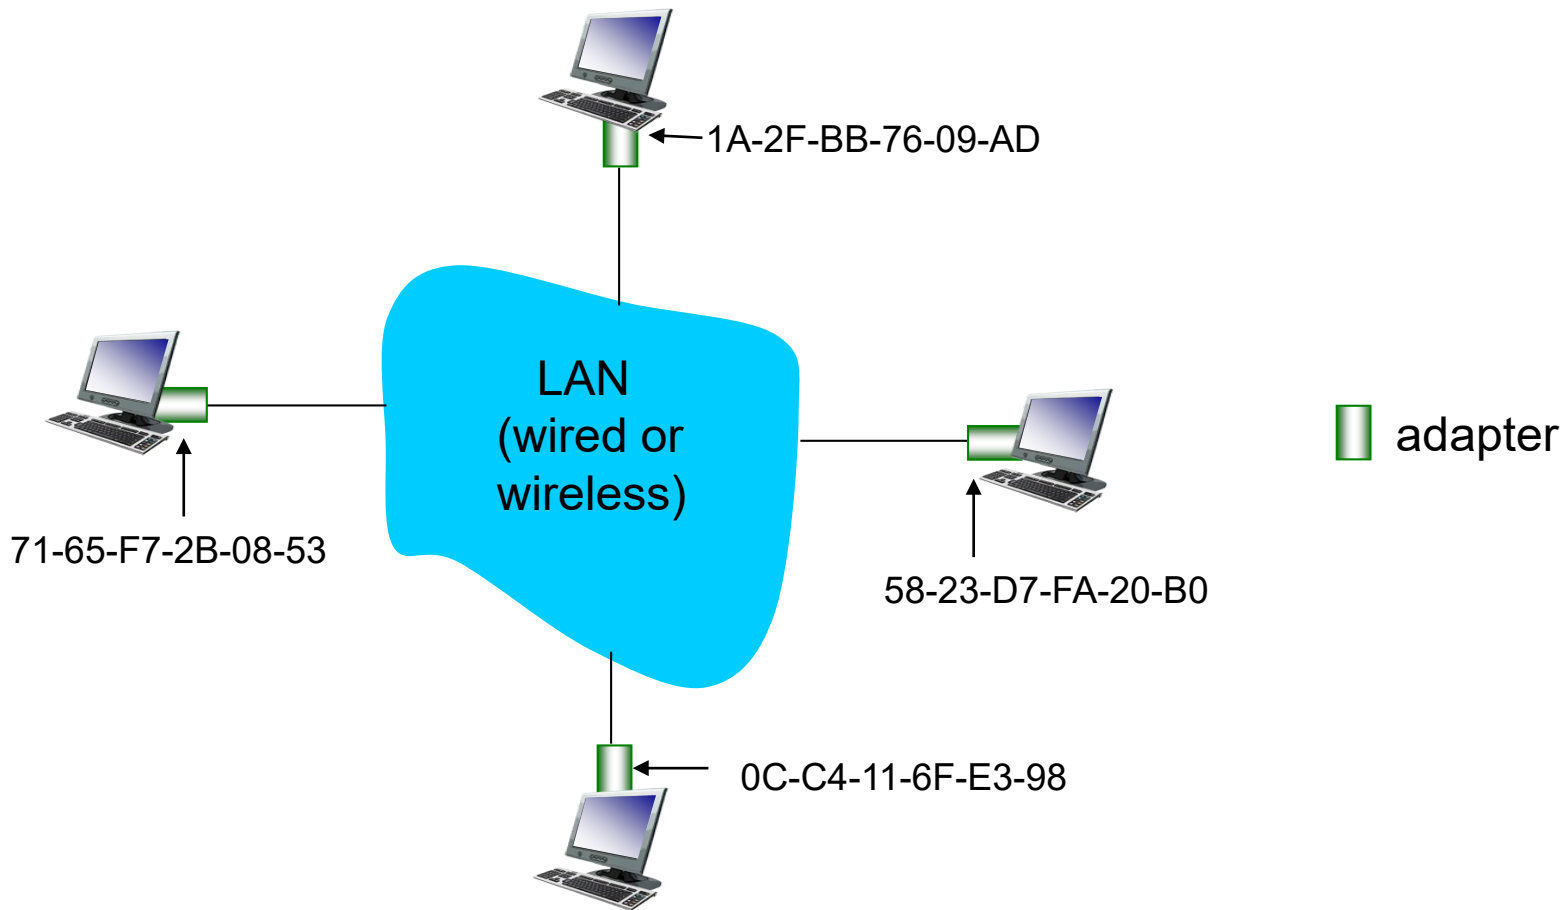 1A-2F-BB-76-09-AD
LAN
(wired or
wireless)
adapter
71-65-F7-2B-08-53
58-23-D7-FA-20-B0
0C-C4-11-6F-E3-98